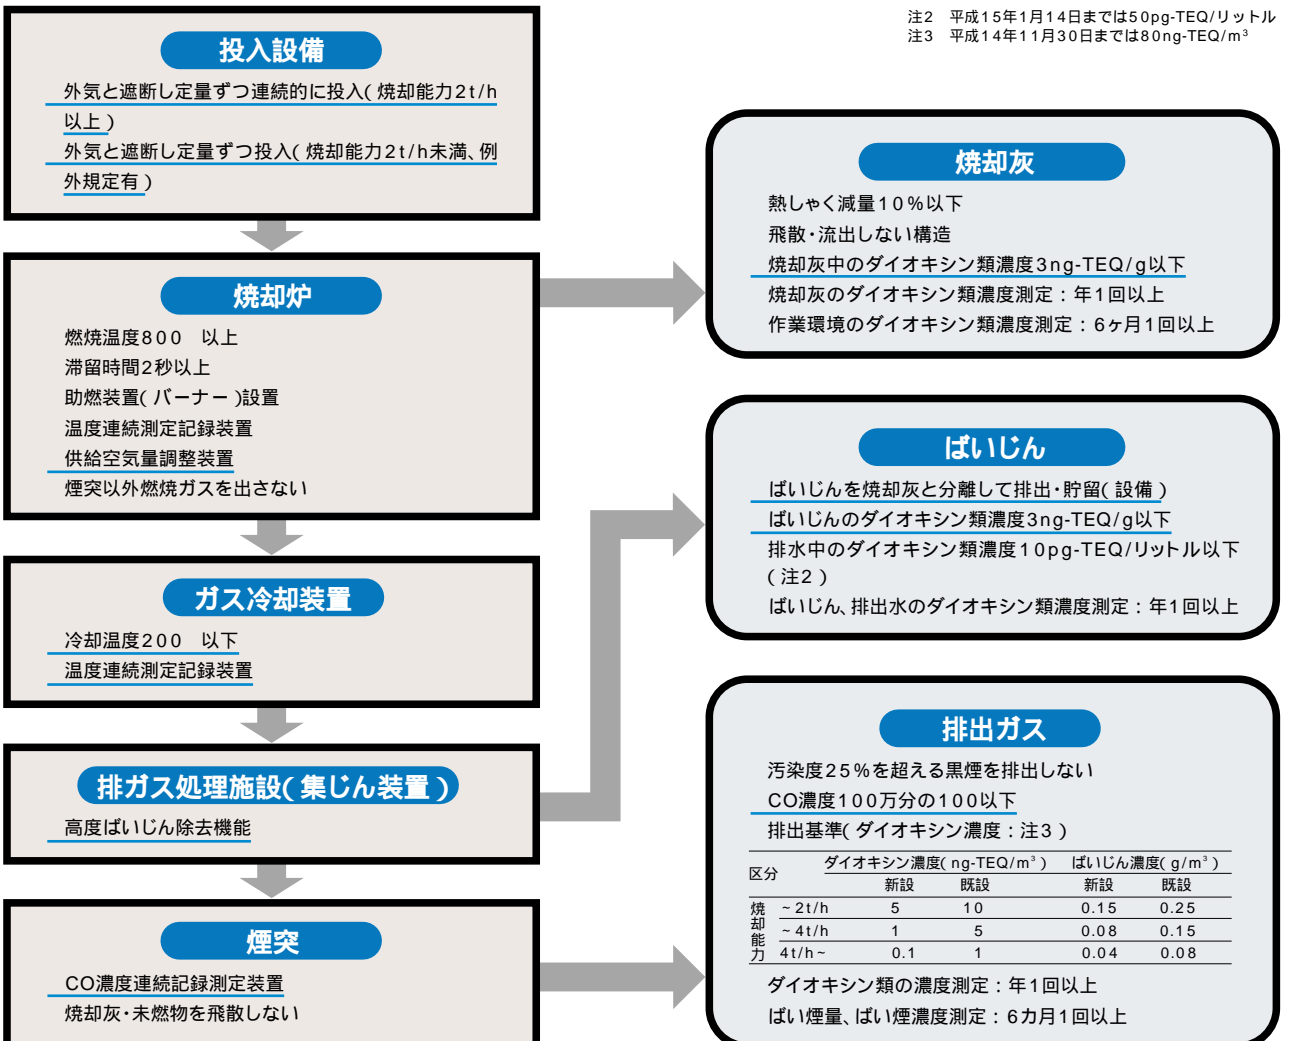 注2 平成15年1月14日までは50pg-TEQ/リットル
注3 平成14年11月30日までは80ng-TEQ/m³
投入設備
外気と遮断し定量ずつ連続的に投入(焼却能力2t/h
以上)
外気と遮断し定量ずつ投入(焼却能力2t/h未満、例
外規定有)
焼却炉
燃焼温度800 以上
滞留時間2秒以上
助燃装置(バーナー)設置
温度連続測定記録装置
供給空気量調整装置
煙突以外燃焼ガスを出さない
ガス冷却装置
冷却温度200 以下
温度連続測定記録装置
排ガス処理施設(集じん装置)
高度ばいじん除去機能
煙突
CO濃度連続記録測定装置
焼却灰・未燃物を飛散しない
焼却灰
熱しゃく減量10%以下
飛散・流出しない構造
焼却灰中のダイオキシン類濃度3ng-TEQ/g以下
焼却灰のダイオキシン類濃度測定：年1回以上
作業環境のダイオキシン類濃度測定：6ヶ月1回以上
ばいじん
ばいじんを焼却灰と分離して排出・貯留(設備)
ばいじんのダイオキシン類濃度3ng-TEQ/g以下
排水中のダイオキシン類濃度10pg-TEQ/リットル以下
(注2)
ばいじん、排出水のダイオキシン類濃度測定：年1回以上
排出ガス
汚染度25%を超える黒煙を排出しない
CO濃度100万分の100以下
排出基準(ダイオキシン濃度：注3)
区分 ダイオキシン濃度(ng-TEQ/m³) ばいじん濃度(g/m³)
新設 既設 新設 既設
焼却能力
~2t/h 5 10 0.15 0.25
~4t/h 1 5 0.08 0.15
4t/h~ 0.1 1 0.04 0.08
ダイオキシン類の濃度測定：年1回以上
ばい煙量、ばい煙濃度測定：6カ月1回以上